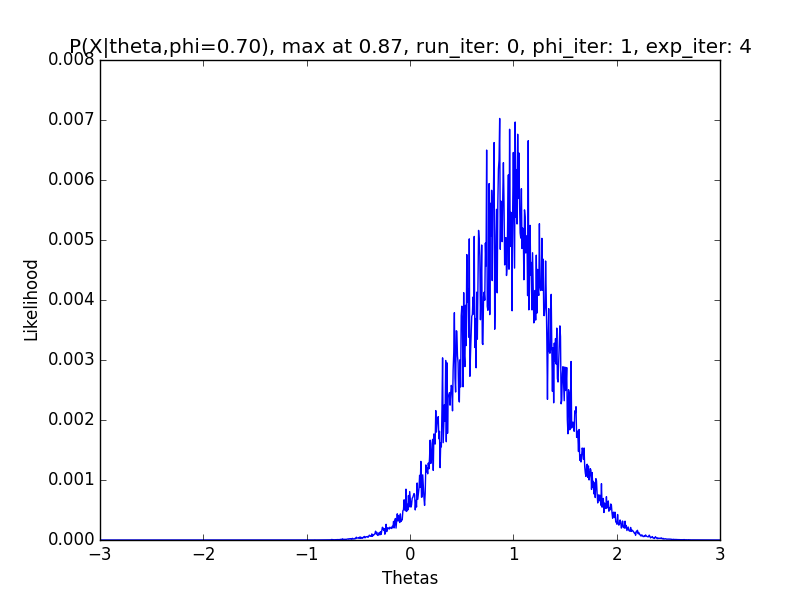 P(X|theta,phi=0.70), max at 0.87, run_iter: 0, phi_iter: 1, exp_iter: 4
0.008
0.007
0.006
0.005
0.004
0.003
0.002
0.001
0.000
Likelihood
−3 −2 −1 0 1 2 3
Thetas